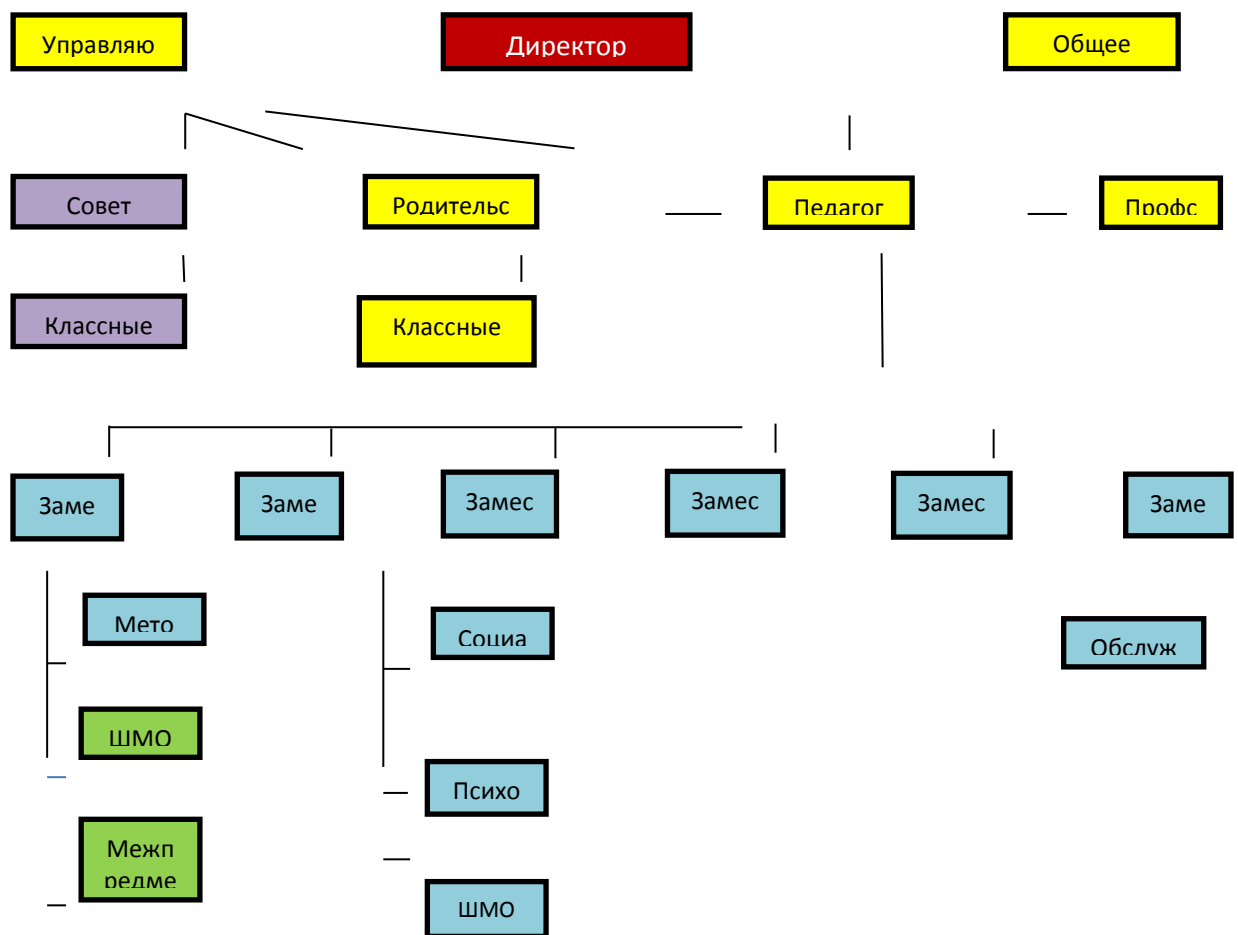 Управляю
Директор
Общее
Совет
Родительс
Педагог
Профс
Классные
Классные
Заме
Заме
Замес
Замес
Замес
Заме
Мето
Социа
Обслуж
ШМО
Психо
Межп
редме
ШМО